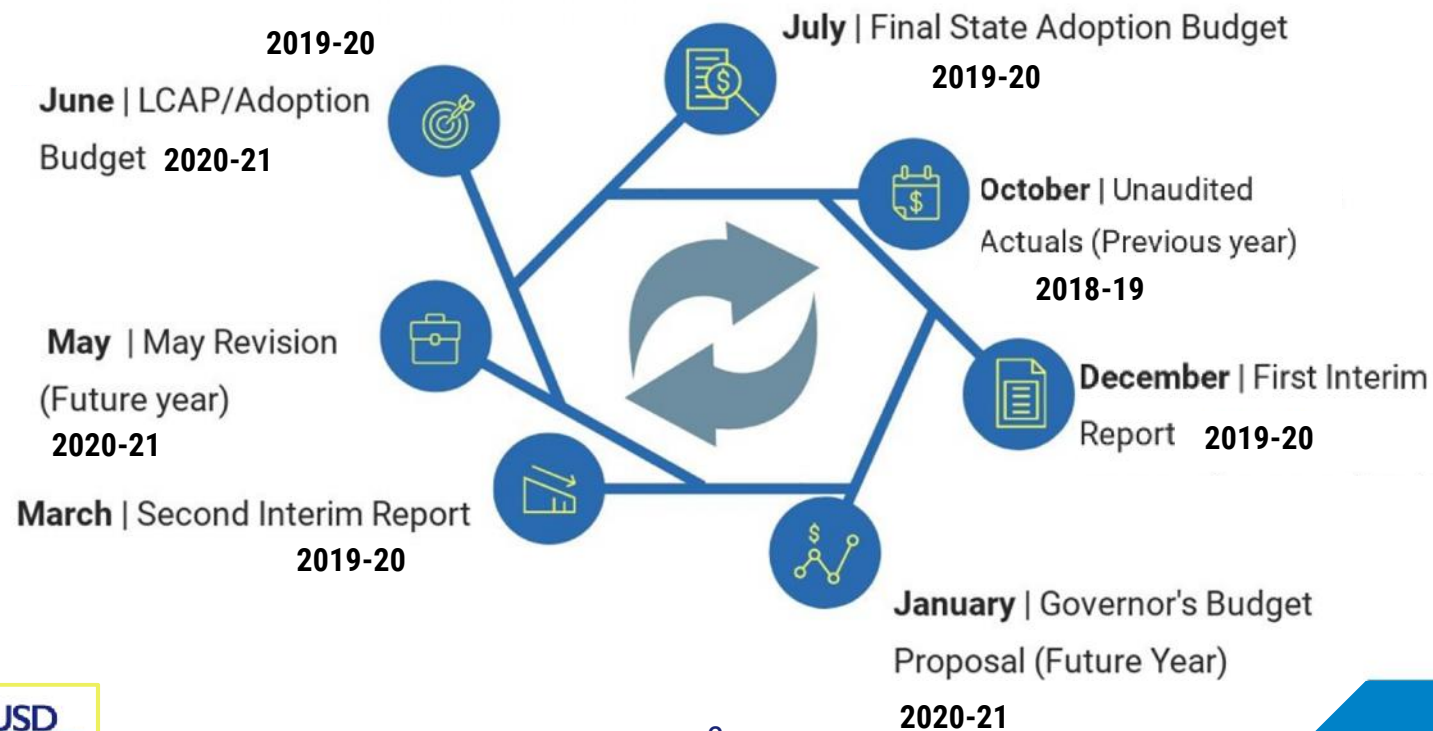 2019-20
June | LCAP/Adoption
Budget 2020-21
July | Final State Adoption Budget
2019-20
October | Unaudited
Actuals (Previous year)
2018-19
December | First Interim
Report 2019-20
January | Governor's Budget
Proposal (Future Year)
2020-21
March | Second Interim Report
2019-20
May | May Revision
(Future year)
2020-21
$
$
$
USD